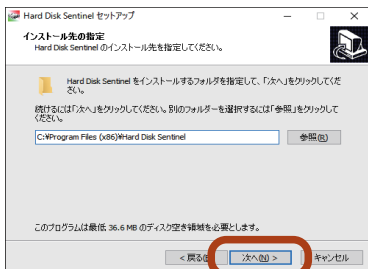 Hard Disk Sentinel セットアップ
インストール先の指定
Hard Disk Sentinel のインストール先を指定してください。
Hard Disk Sentinel をインストールするフォルダを指定して、「次へ」をクリックしてくだ
さい。
続けるには「次へ」をクリックしてください。別のフォルダーを選択するには「参照」をクリックして
ください。
C:¥Program Files (x86)¥Hard Disk Sentinel
参照(R)
このプログラムは最低 36.6 MB のディスク空き領域を必要とします。
< 戻る(B)
次へ(N) >
キャンセル